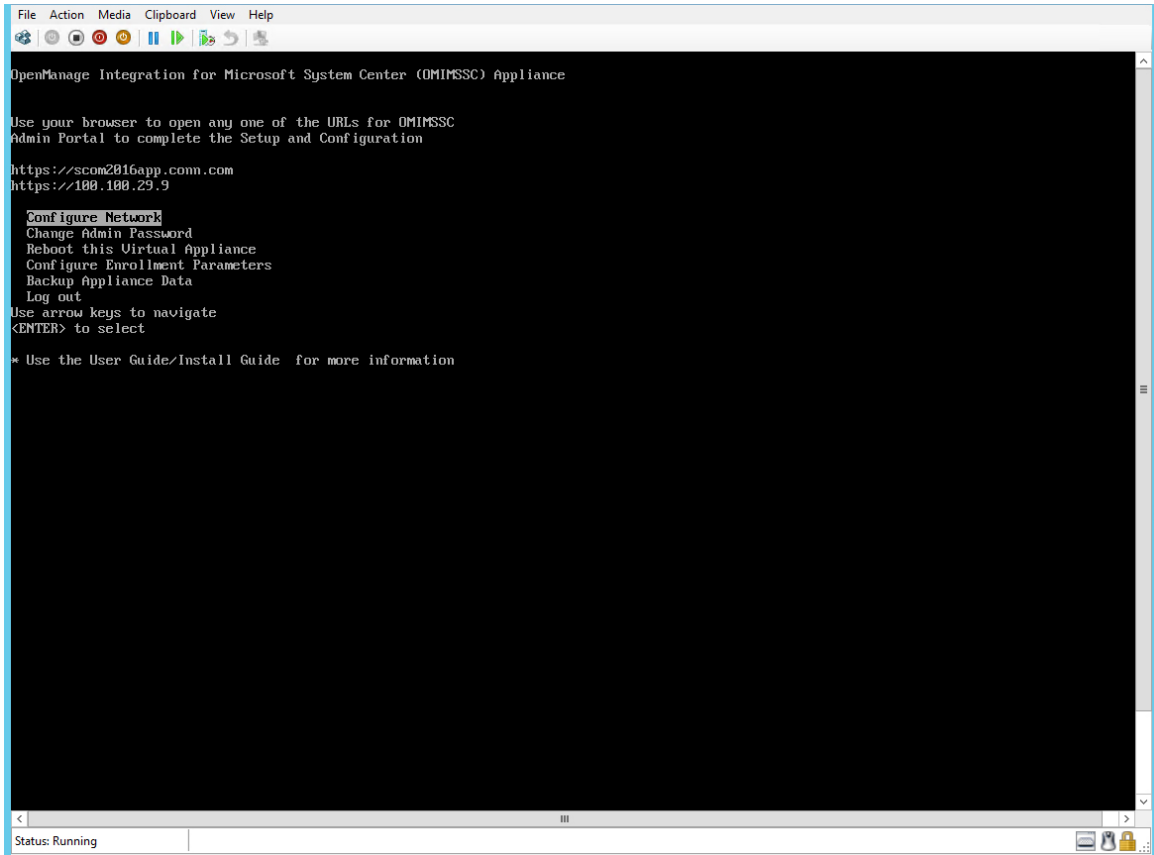 File Action Media Clipboard View Help
OpenManage Integration for Microsoft System Center (OMIMSSC) Appliance
Use your browser to open any one of the URLs for OMIMSSC
Admin Portal to complete the Setup and Configuration
https://scom2016app.conn.com
https://100.100.29.9
Configure Network
Change Admin Password
Reboot this Virtual Appliance
Configure Enrollment Parameters
Backup Appliance Data
Log out
Use arrow keys to navigate
<ENTER> to select
* Use the User Guide/Install Guide  for more information
Status: Running